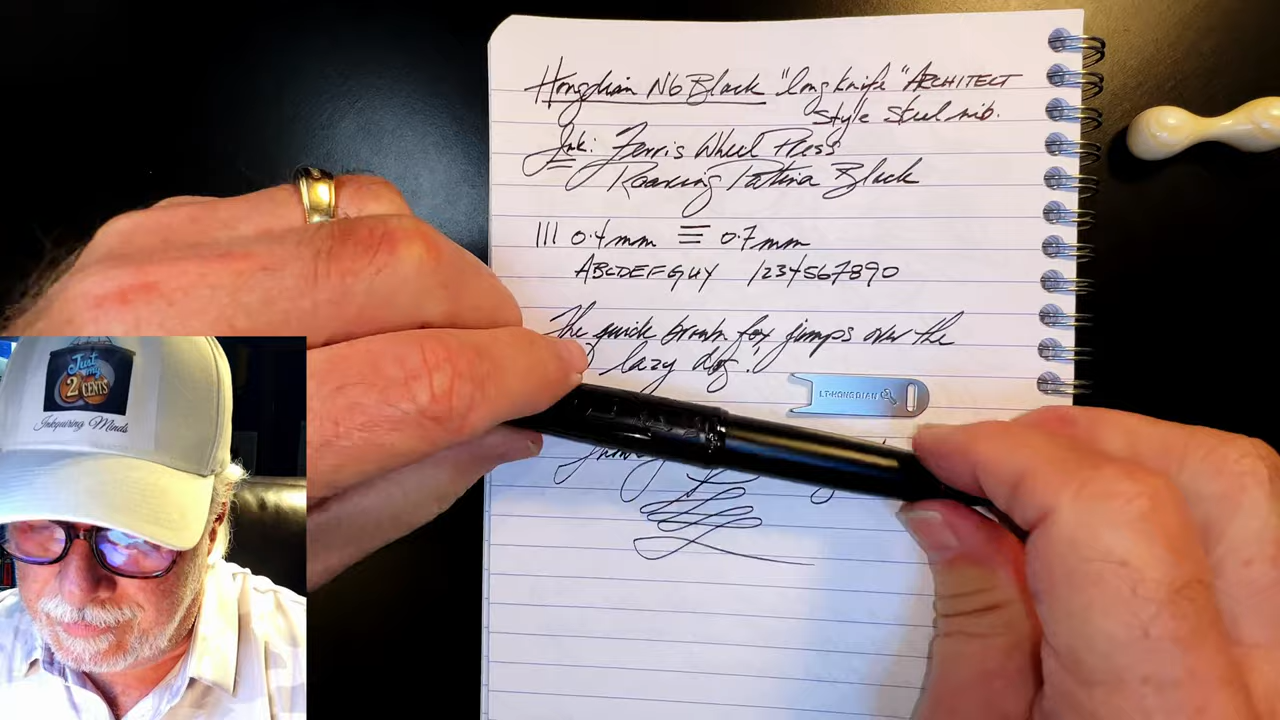 Hongdian N6 Black "long knife" ARCHITECT
Style Steel nib.
Ink: Ferris Wheel Press
Roaring Patina Black
||| 0.4mm ≡ 0.7mm
ABCDEFGHY 1234567890
The quick brown fox jumps over the
lazy dog!
LT-HONGDIAN
Just
my
2 CENTS
Inkquiring Minds